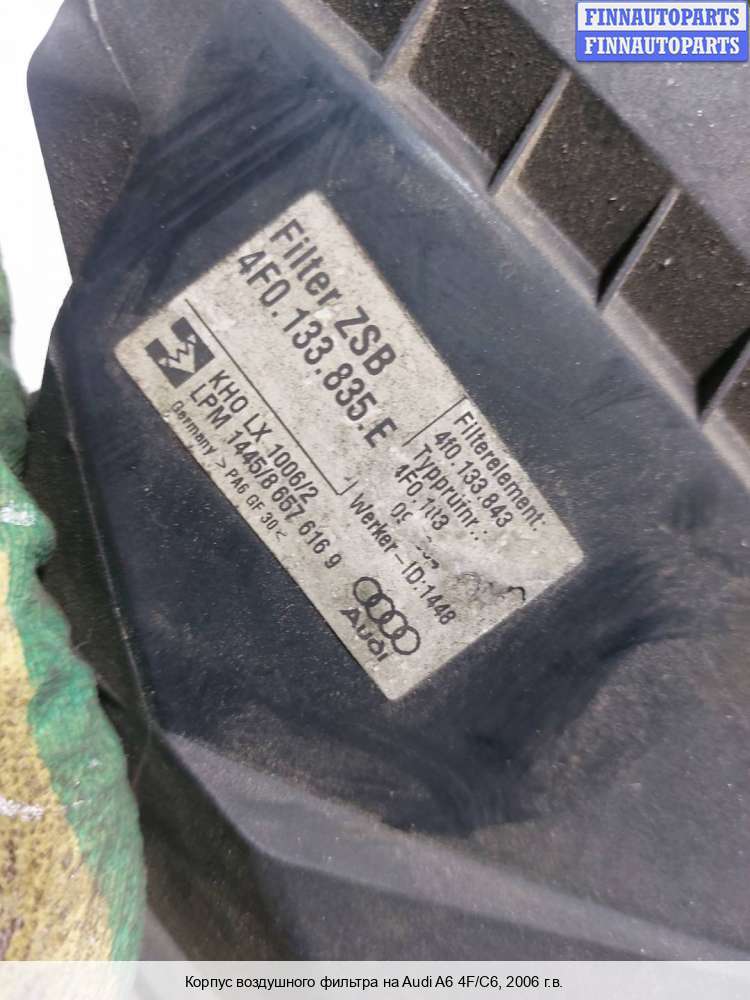 FINNAUTOPARTS
FINNAUTOPARTS
Filter ZSB
4F0.133.835.E
KHO LX 1006/2
LPM 1445/8 657 616 9
Germany > PA6 GF 30 <
Filterelement:
4f0.133.843
Typprüfnr.:
4F0.133
Werker-ID:1448
Audi
Корпус воздушного фильтра на Audi A6 4F/C6, 2006 г.в.